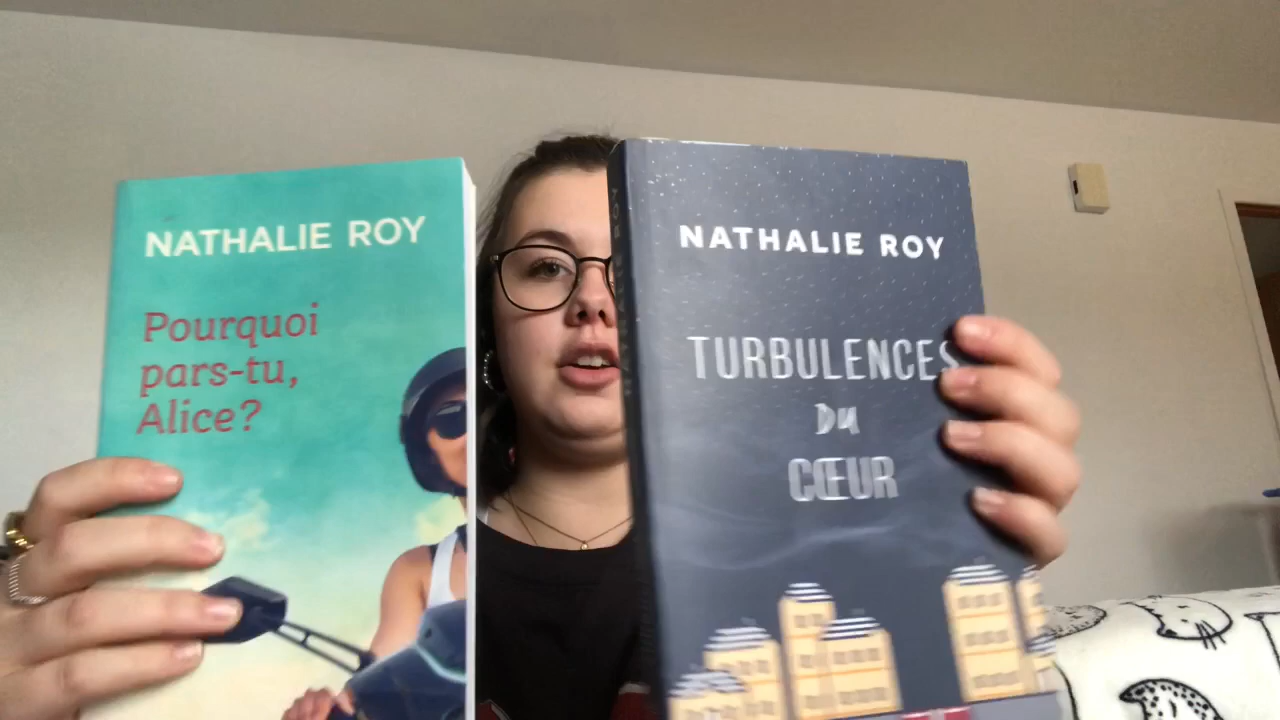 NATHALIE ROY
Pourquoi
pars-tu,
Alice?
NATHALIE ROY
TURBULENCES
DU
CŒUR